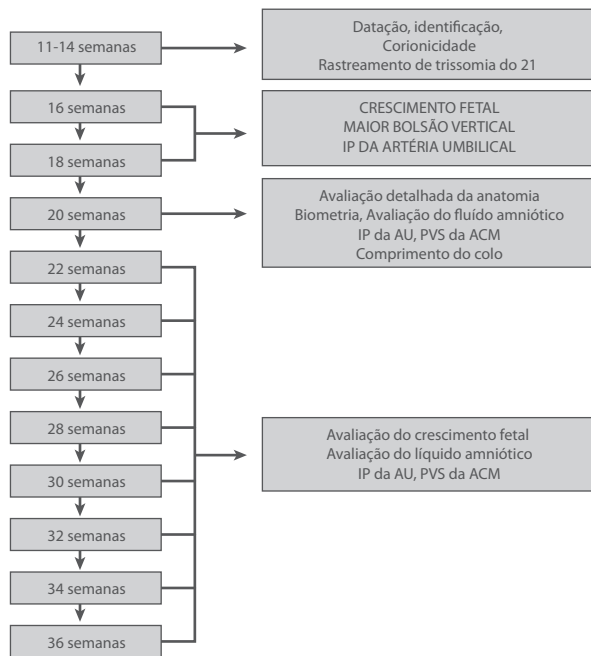 11-14 semanas
Datação, identificação,
Corionicidade
Rastreamento de trissomia do 21
16 semanas
18 semanas
CRESCIMENTO FETAL
MAIOR BOLSÃO VERTICAL
IP DA ARTÉRIA UMBILICAL
20 semanas
Avaliação detalhada da anatomia
Biometria, Avaliação do fluído amniótico
IP da AU, PVS da ACM
Comprimento do colo
22 semanas
24 semanas
26 semanas
28 semanas
30 semanas
32 semanas
34 semanas
36 semanas
Avaliação do crescimento fetal
Avaliação do líquido amniótico
IP da AU, PVS da ACM